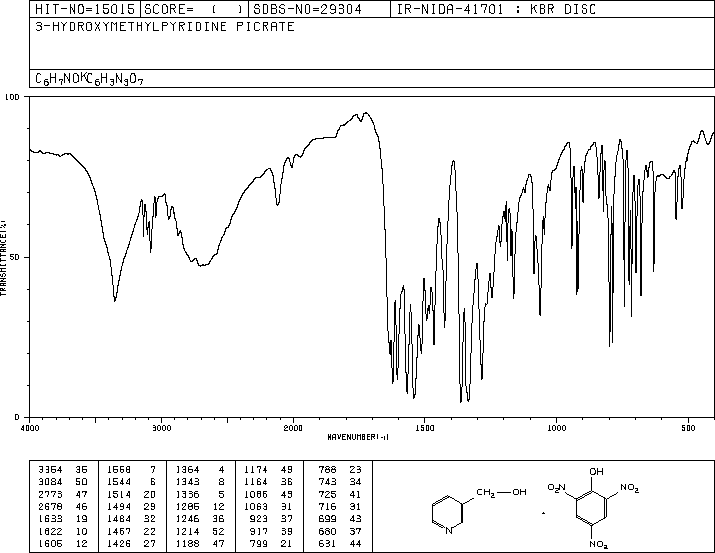 HIT-NO=15015 SCORE= ( ) SDBS-NO=29304 IR-NIDA-41701 : KBR DISC
3-HYDROXYMETHYLPYRIDINE PICRATE
C6H7NOKC6H3N3O7
100
50
0
TRANSMITTANCE(%)
4000 3000 2000 1500 1000 500
WAVENUMBER(-1)
3354 35 1568 7 1364 4 1174 49 788 23
3084 50 1544 6 1343 8 1164 36 743 34
2773 47 1514 20 1336 5 1086 49 725 41
2678 46 1494 29 1285 12 1063 31 716 31
1633 19 1484 32 1246 36 923 37 699 43
1622 10 1467 22 1214 52 917 39 680 37
1605 12 1426 27 1188 47 799 21 631 44
CH2 OH
N
OH
O2N NO2
NO2